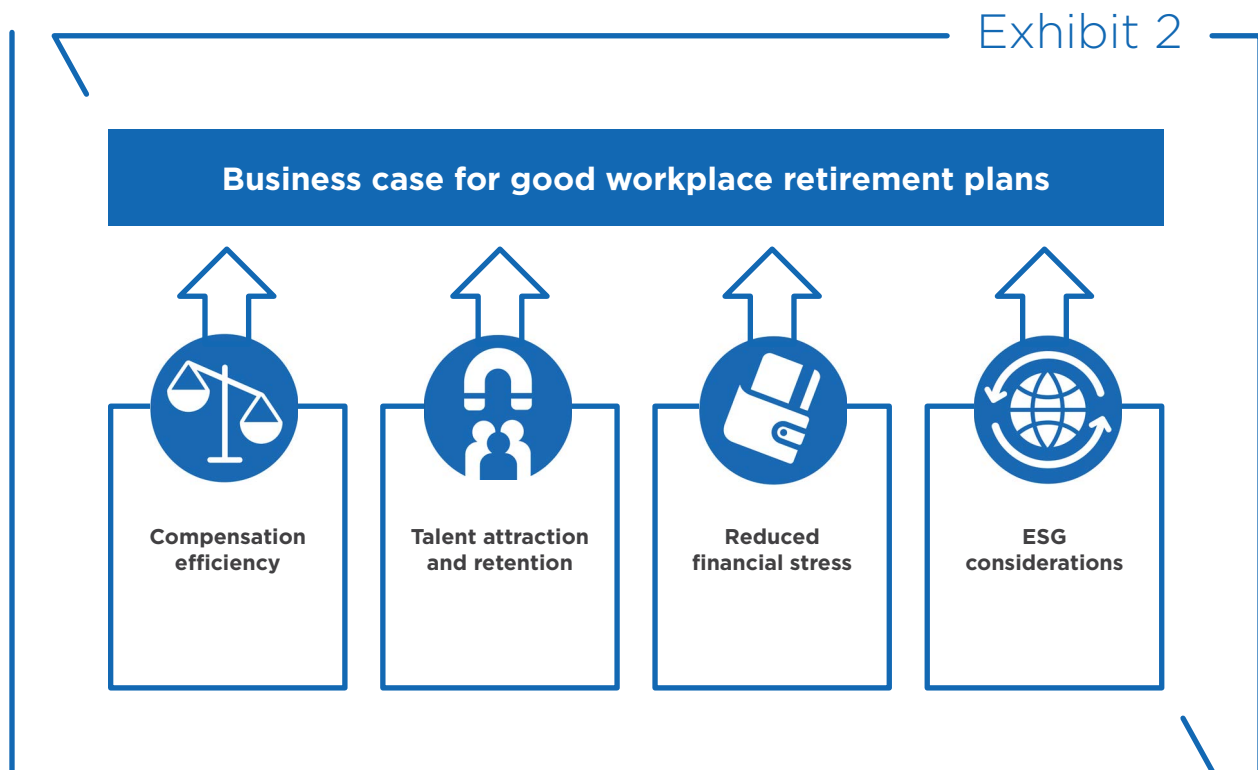 Exhibit 2
Business case for good workplace retirement plans
Compensation
efficiency
Talent attraction
and retention
Reduced
financial stress
ESG
considerations